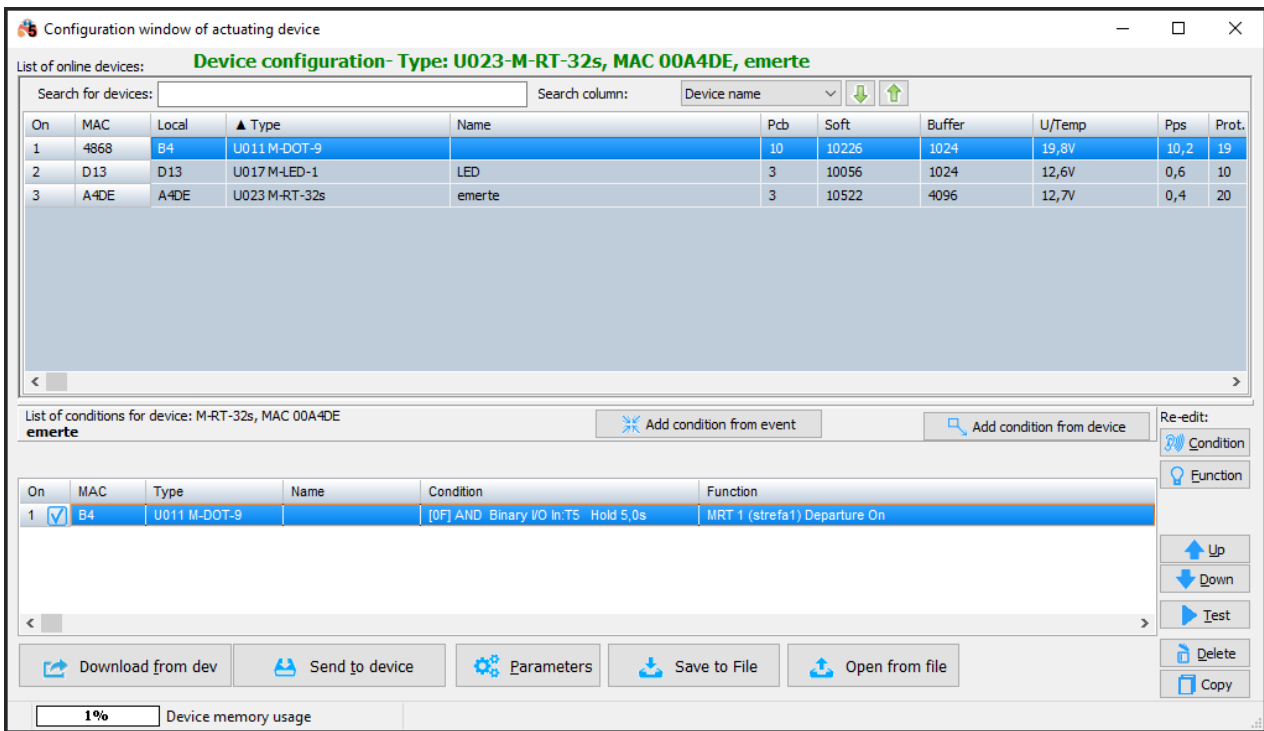 Configuration window of actuating device
List of online devices: Device configuration- Type: U023-M-RT-32s, MAC 00A4DE, emerte
Search for devices: Search column: Device name
On MAC Local ▲ Type Name Pcb Soft Buffer U/Temp Pps Prot.
1 4868 B4 U011 M-DOT-9 10 10226 1024 19,8V 10,2 19
2 D13 D13 U017 M-LED-1 LED 3 10056 1024 12,6V 0,6 10
3 A4DE A4DE U023 M-RT-32s emerte 3 10522 4096 12,7V 0,4 20
List of conditions for device: M-RT-32s, MAC 00A4DE
emerte
Add condition from event
Add condition from device
Re-edit:
Condition
Function
On MAC Type Name Condition Function
1 B4 U011 M-DOT-9 [0F] AND Binary I/O In:T5 Hold 5,0s MRT 1 (strefa1) Departure On
Up
Down
Test
Delete
Copy
Download from dev Send to device Parameters Save to File Open from file
1% Device memory usage